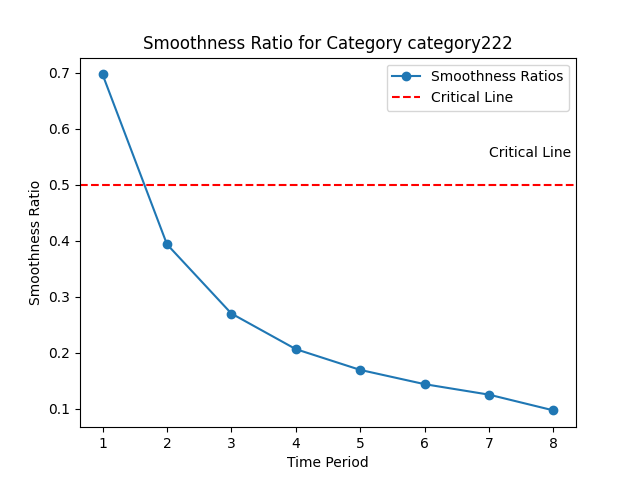 Smoothness Ratio for Category category222
Smoothness Ratios
Critical Line
Critical Line
Smoothness Ratio
0.7
0.6
0.5
0.4
0.3
0.2
0.1
1 2 3 4 5 6 7 8
Time Period